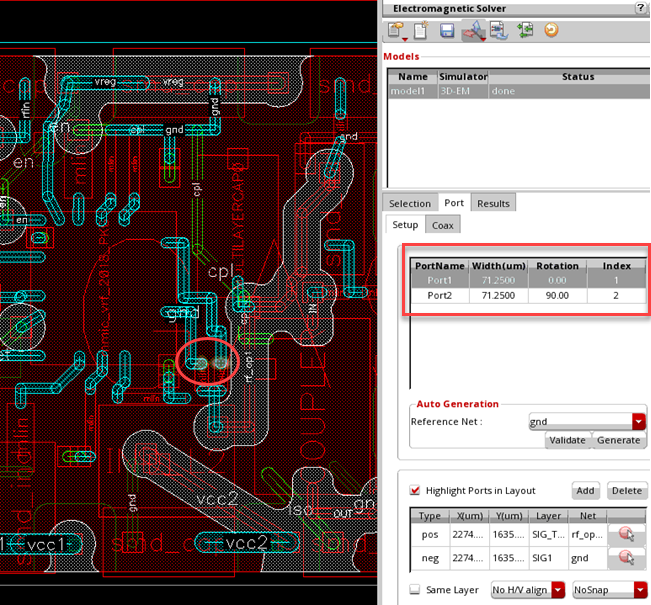 Electromagnetic Solver
?
Models
Name Simulator Status
model1 3D-EM done
Selection Port Results
Setup Coax
PortName Width(um) Rotation Index
Port1 71.2500 0.00 1
Port2 71.2500 90.00 2
Auto Generation
Reference Net : gnd
Validate Generate
Highlight Ports in Layout Add Delete
Type X(um) Y(um) Layer Net
pos 2274.... 1635.... SIG_T... rf_op...
neg 2274.... 1635.... SIG1 gnd
Same Layer No H/V align NoSnap
vreg vreg
rfin
gnd
en
cpl gnd
gnd
en
cpl
en
cpl
rf_op1
gnd
vcc2
iso
out
gn
vcc1
vcc2